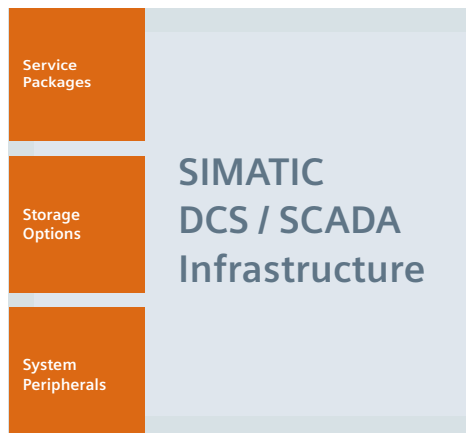 Service
Packages
Storage
Options
System
Peripherals
SIMATIC
DCS / SCADA
Infrastructure